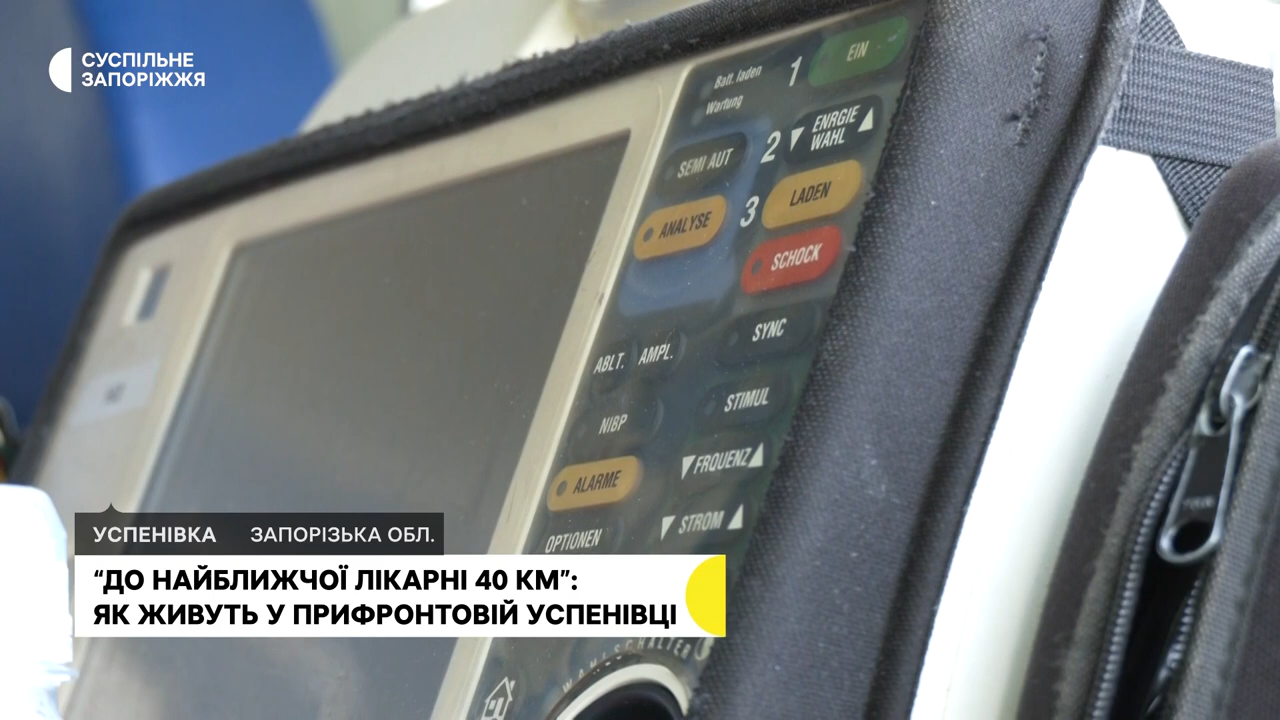 СУСПІЛЬНЕ
ЗАПОРІЖЖЯ
Batt. laden
Wartung
1
EIN
SEMI AUT
2
ENRGIE
WAHL
ANALYSE
3
LADEN
SCHOCK
SYNC
ABLT.
AMPL.
STIMUL
NIBP
FRQUENZ
ALARME
STROM
OPTIONEN
WAHLSCHALTER
УСПЕНІВКА
ЗАПОРІЗЬКА ОБЛ.
“ДО НАЙБЛИЖЧОЇ ЛІКАРНІ 40 КМ”:
ЯК ЖИВУТЬ У ПРИФРОНТОВІЙ УСПЕНІВЦІ